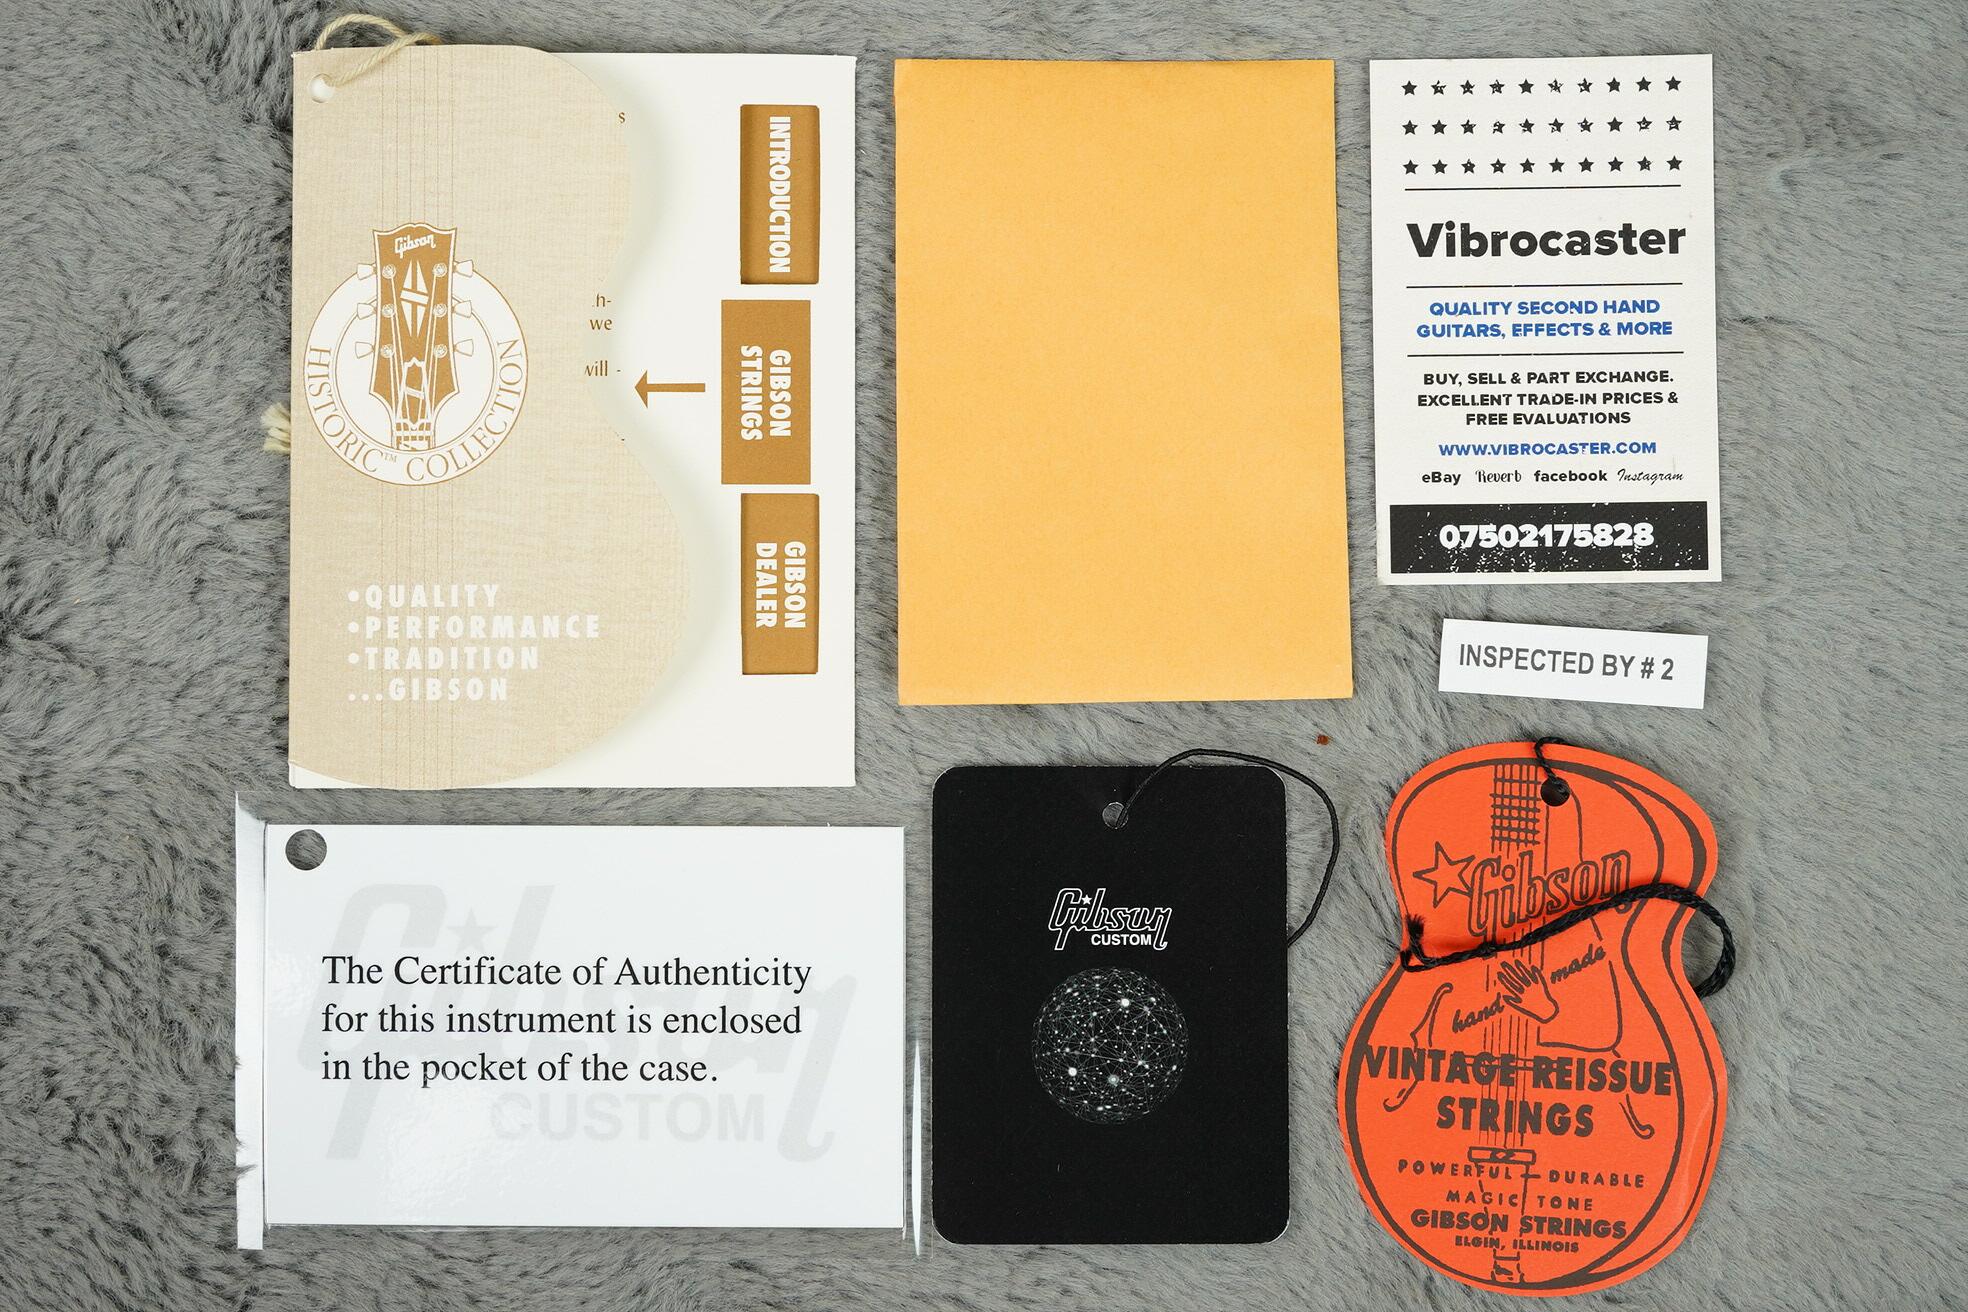 Gibson
HISTORIC™ COLLECTION
•QUALITY
•PERFORMANCE
•TRADITION
...GIBSON
s
h-
we
will -
INTRODUCTION
GIBSON
STRINGS
GIBSON
DEALER
Vibrocaster
QUALITY SECOND HAND
GUITARS, EFFECTS & MORE
BUY, SELL & PART EXCHANGE.
EXCELLENT TRADE-IN PRICES &
FREE EVALUATIONS
WWW.VIBROCASTER.COM
eBay Reverb facebook Instagram
07502175828
INSPECTED BY # 2
Gibson
CUSTOM
The Certificate of Authenticity
for this instrument is enclosed
in the pocket of the case.
Gibson
CUSTOM
Gibson
hand made
VINTAGE REISSUE
STRINGS
POWERFUL — DURABLE
MAGIC TONE
GIBSON STRINGS
ELGIN, ILLINOIS